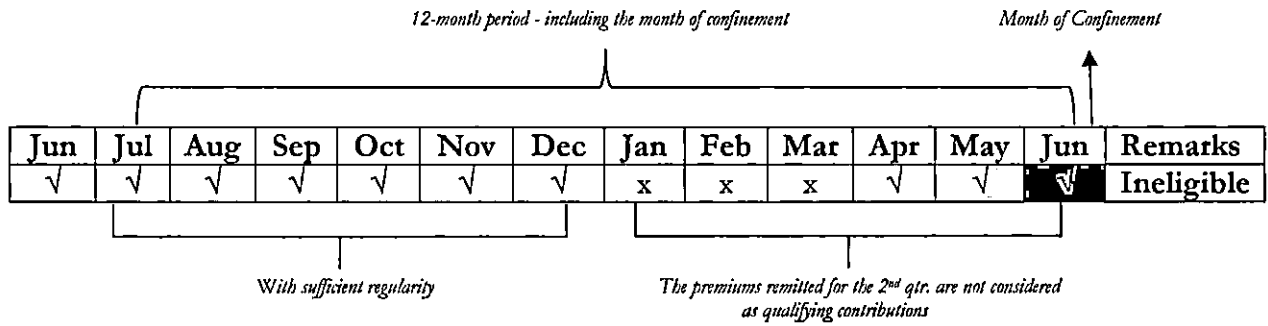 12-month period - including the month of confinement
Month of Confinement
Jun Jul Aug Sep Oct Nov Dec Jan Feb Mar Apr May Jun Remarks
√ √ √ √ √ √ √ x x x √ √ √ Ineligible
With sufficient regularity
The premiums remitted for the 2nd qtr. are not considered
as qualifying contributions